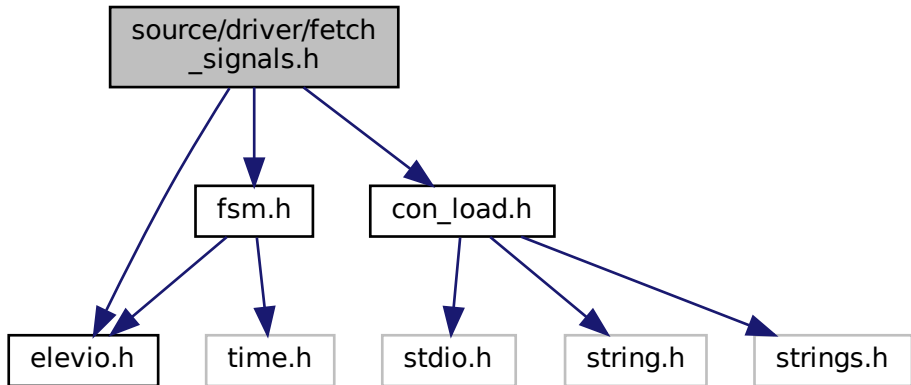 source/driver/fetch
_signals.h
fsm.h
con_load.h
elevio.h
time.h
stdio.h
string.h
strings.h